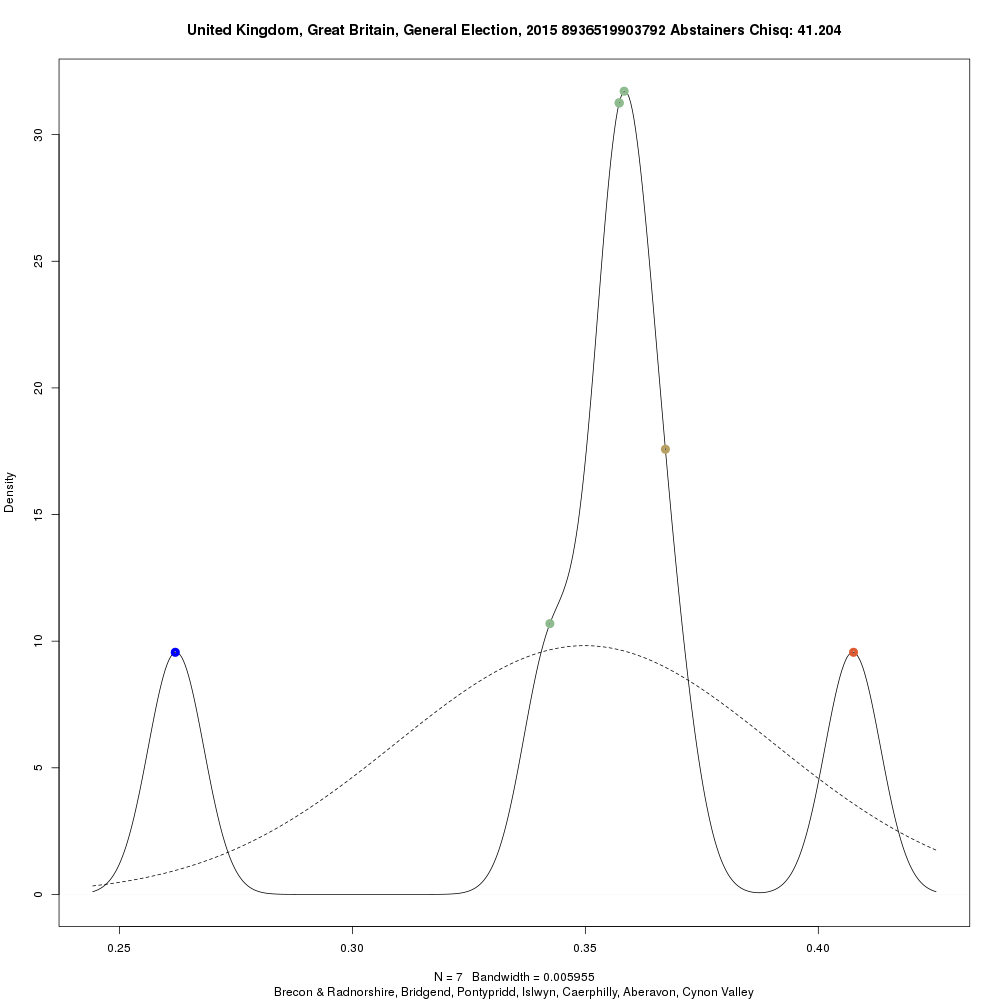 United Kingdom, Great Britain, General Election, 2015 8936519903792 Abstainers Chisq: 41.204
Density
30
25
20
15
10
5
0
0.25 0.30 0.35 0.40
N = 7 Bandwidth = 0.005955
Brecon & Radnorshire, Bridgend, Pontypridd, Islwyn, Caerphilly, Aberavon, Cynon Valley